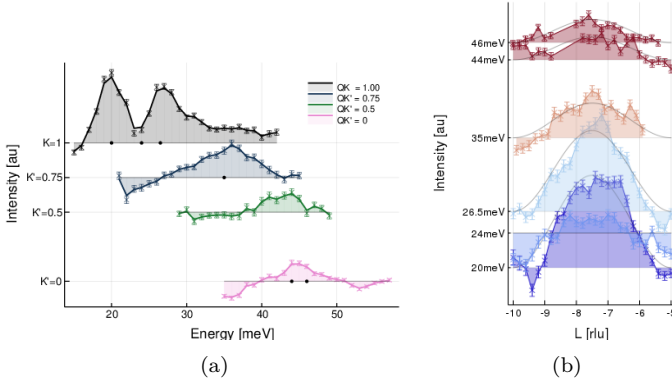 Intensity [au]
K=1
K'=0.75
K'=0.5
K'=0
QK = 1.00
QK' = 0.75
QK' = 0.5
QK' = 0
20
30
40
50
Energy [meV]
(a)
Intensity [au]
46meV
44meV
35meV
26.5meV
24meV
20meV
-10
-9
-8
-7
-6
-5
L [rlu]
(b)